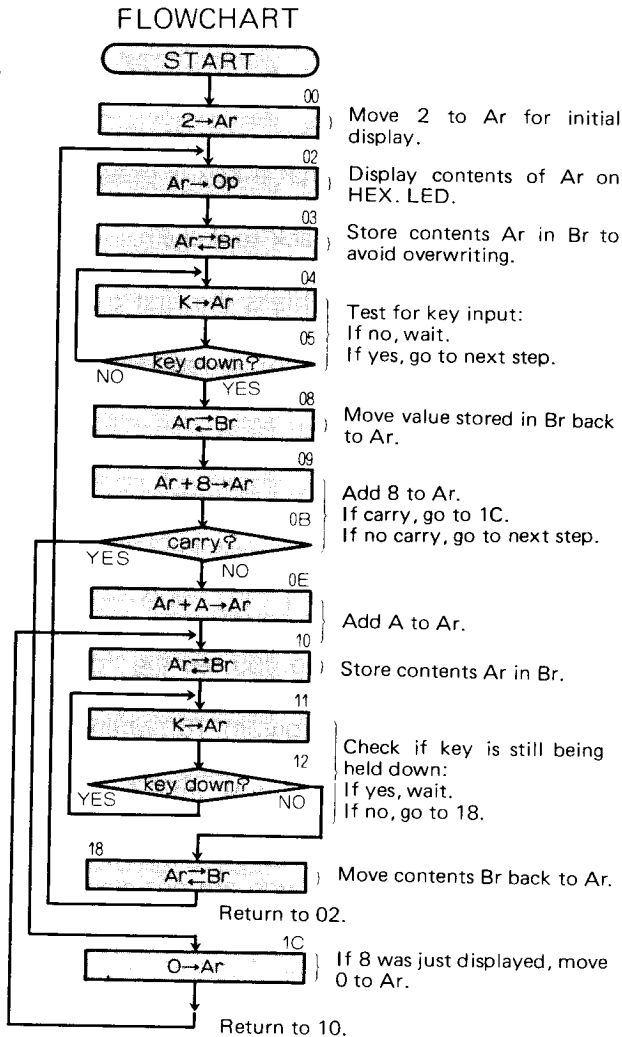 FLOWCHART
START
00
2→Ar
Move 2 to Ar for initial
display.
02
Ar→Op
Display contents of Ar on
HEX. LED.
03
Ar⇄Br
Store contents Ar in Br to
avoid overwriting.
04
K→Ar
Test for key input:
If no, wait.
If yes, go to next step.
05
key down?
NO
YES
08
Ar⇄Br
Move value stored in Br back
to Ar.
09
Ar+8→Ar
Add 8 to Ar.
If carry, go to 1C.
If no carry, go to next step.
0B
carry?
YES
NO
0E
Ar+A→Ar
Add A to Ar.
10
Ar⇄Br
Store contents Ar in Br.
11
K→Ar
Check if key is still being
held down:
If yes, wait.
If no, go to 18.
12
key down?
YES
NO
18
Ar⇄Br
Move contents Br back to Ar.
Return to 02.
1C
0→Ar
If 8 was just displayed, move
0 to Ar.
Return to 10.